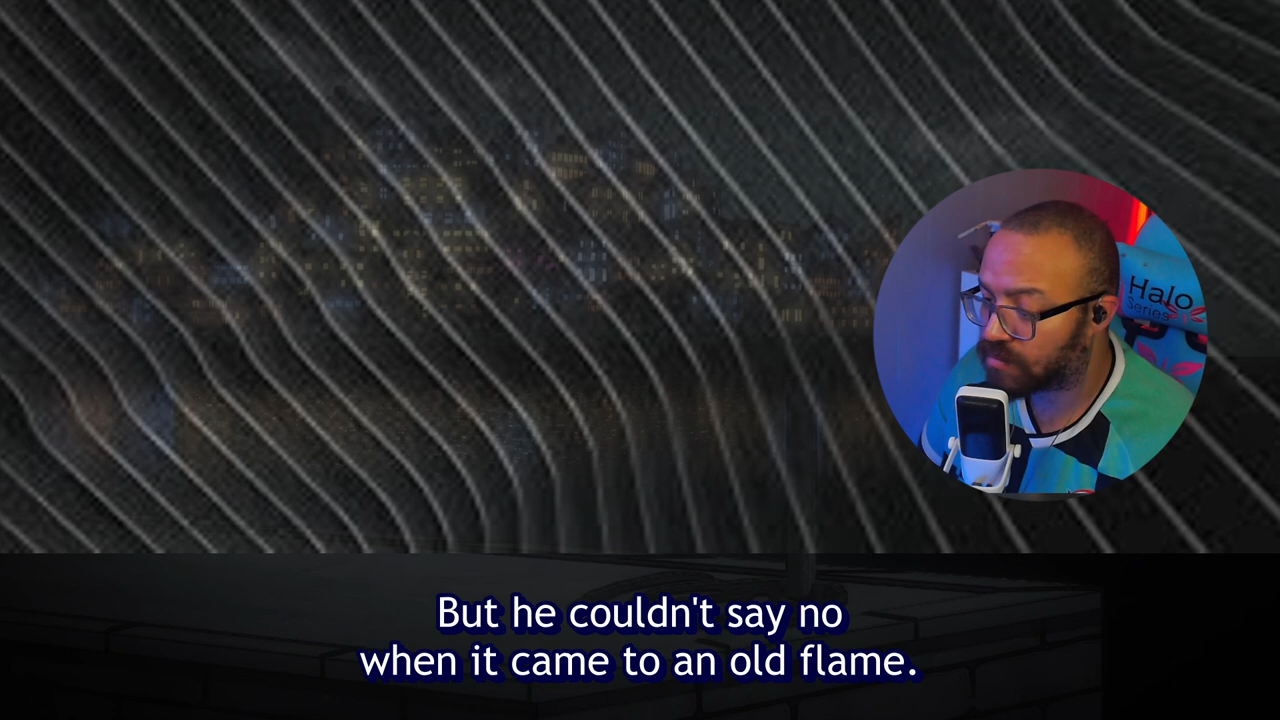 Halo
Series
But he couldn't say no
when it came to an old flame.